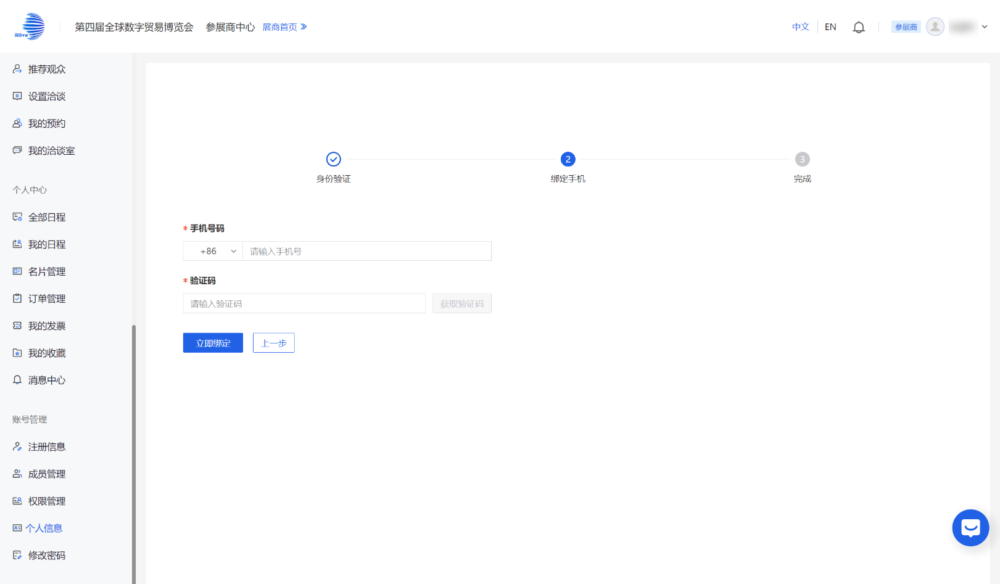 GDTE
第四届全球数字贸易博览会 参展商中心 展商首页
中文 EN 参展商
推荐观众
设置洽谈
我的预约
我的洽谈室
个人中心
全部日程
我的日程
名片管理
订单管理
我的发票
我的收藏
消息中心
账号管理
注册信息
成员管理
权限管理
个人信息
修改密码
2 3
身份验证 绑定手机 完成
* 手机号码
+86 请输入手机号
* 验证码
请输入验证码 获取验证码
立即绑定 上一步